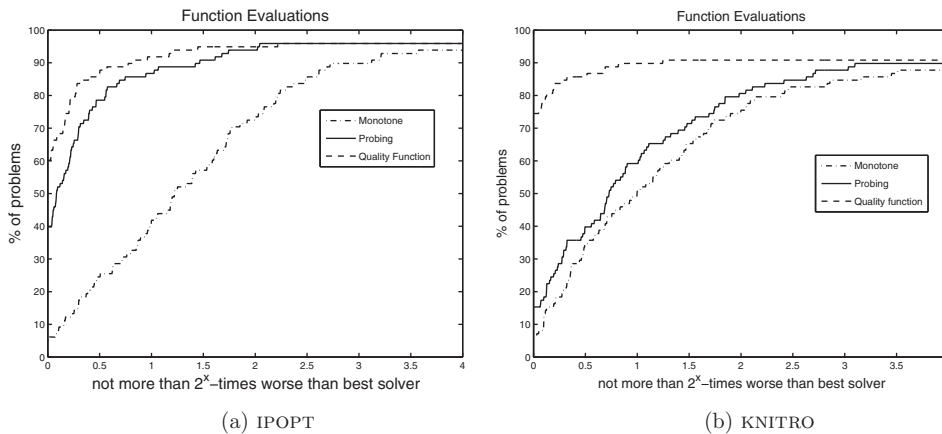 Function Evaluations
100
90
80
70
60
50
40
30
20
10
0
% of problems
Monotone
Probing
Quality Function
0 0.5 1 1.5 2 2.5 3 3.5 4
not more than 2^x-times worse than best solver
(a) IPOPT
Function Evaluations
100
90
80
70
60
50
40
30
20
10
0
% of problems
Monotone
Probing
Quality function
0 0.5 1 1.5 2 2.5 3 3.5
not more than 2^x-times worse than best solver
(b) KNITRO